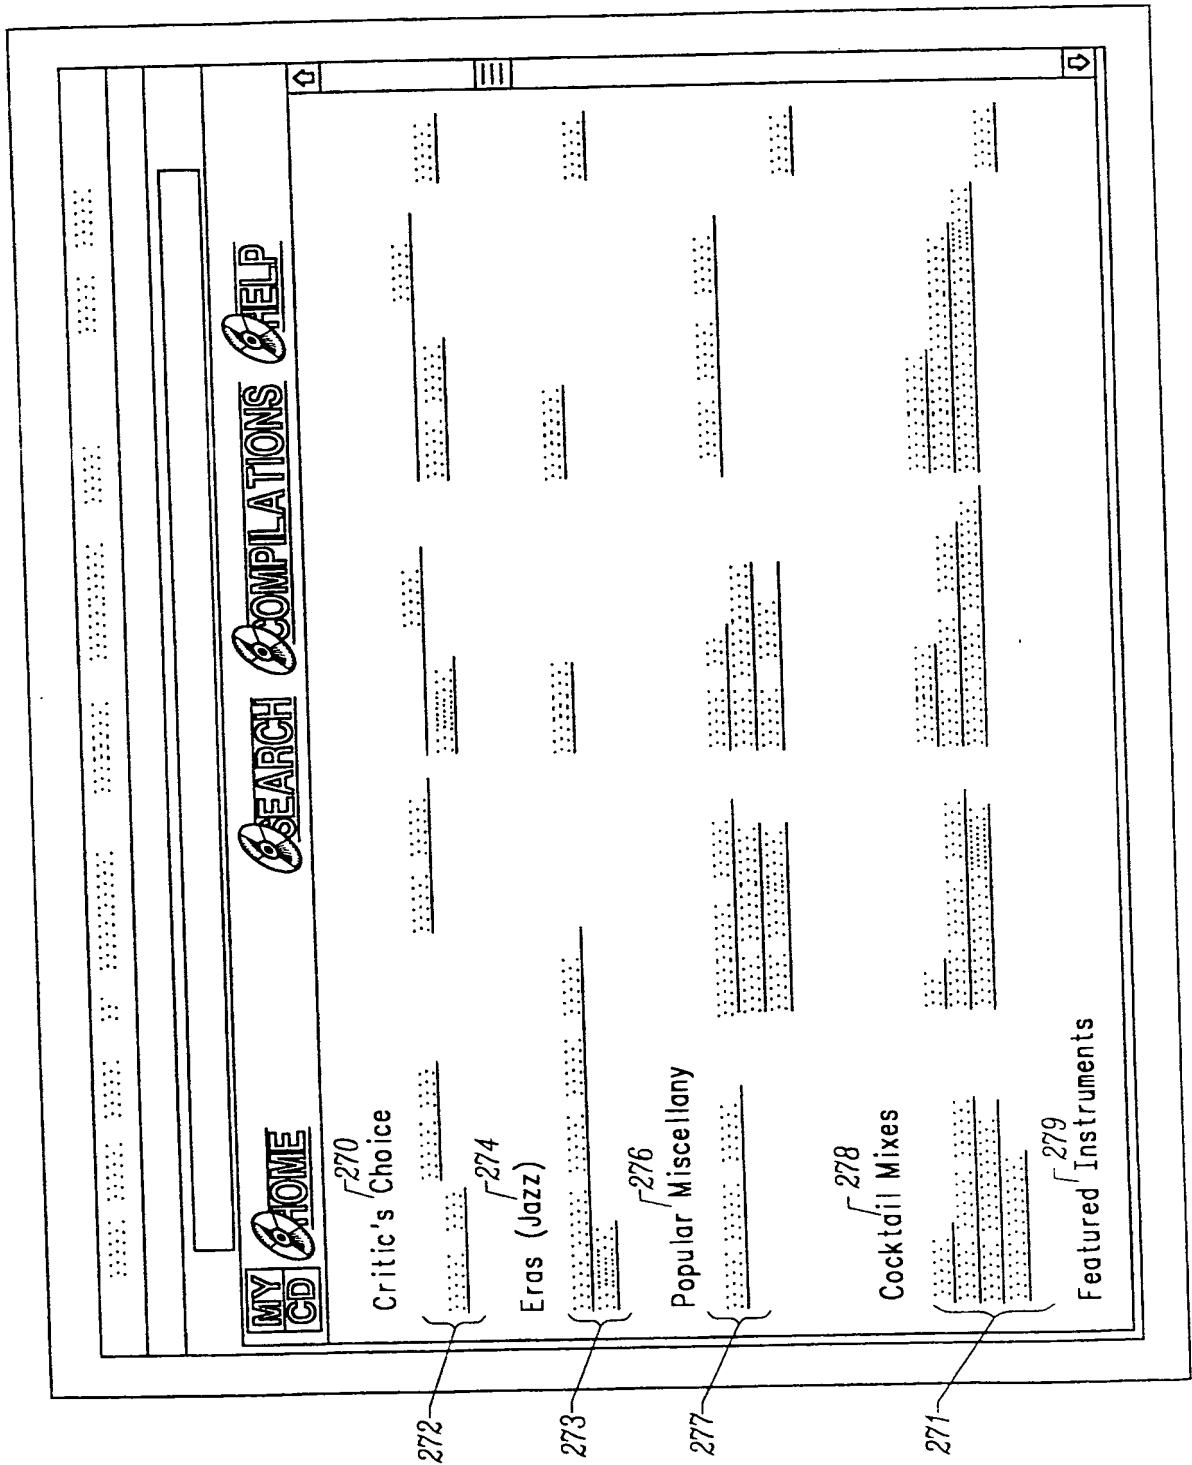 MY CD HOME SEARCH COMPILATIONS HELP
270
Critic's Choice
272
274
Eras (Jazz)
273
276
Popular Miscellany
277
278
Cocktail Mixes
271
279
Featured Instruments